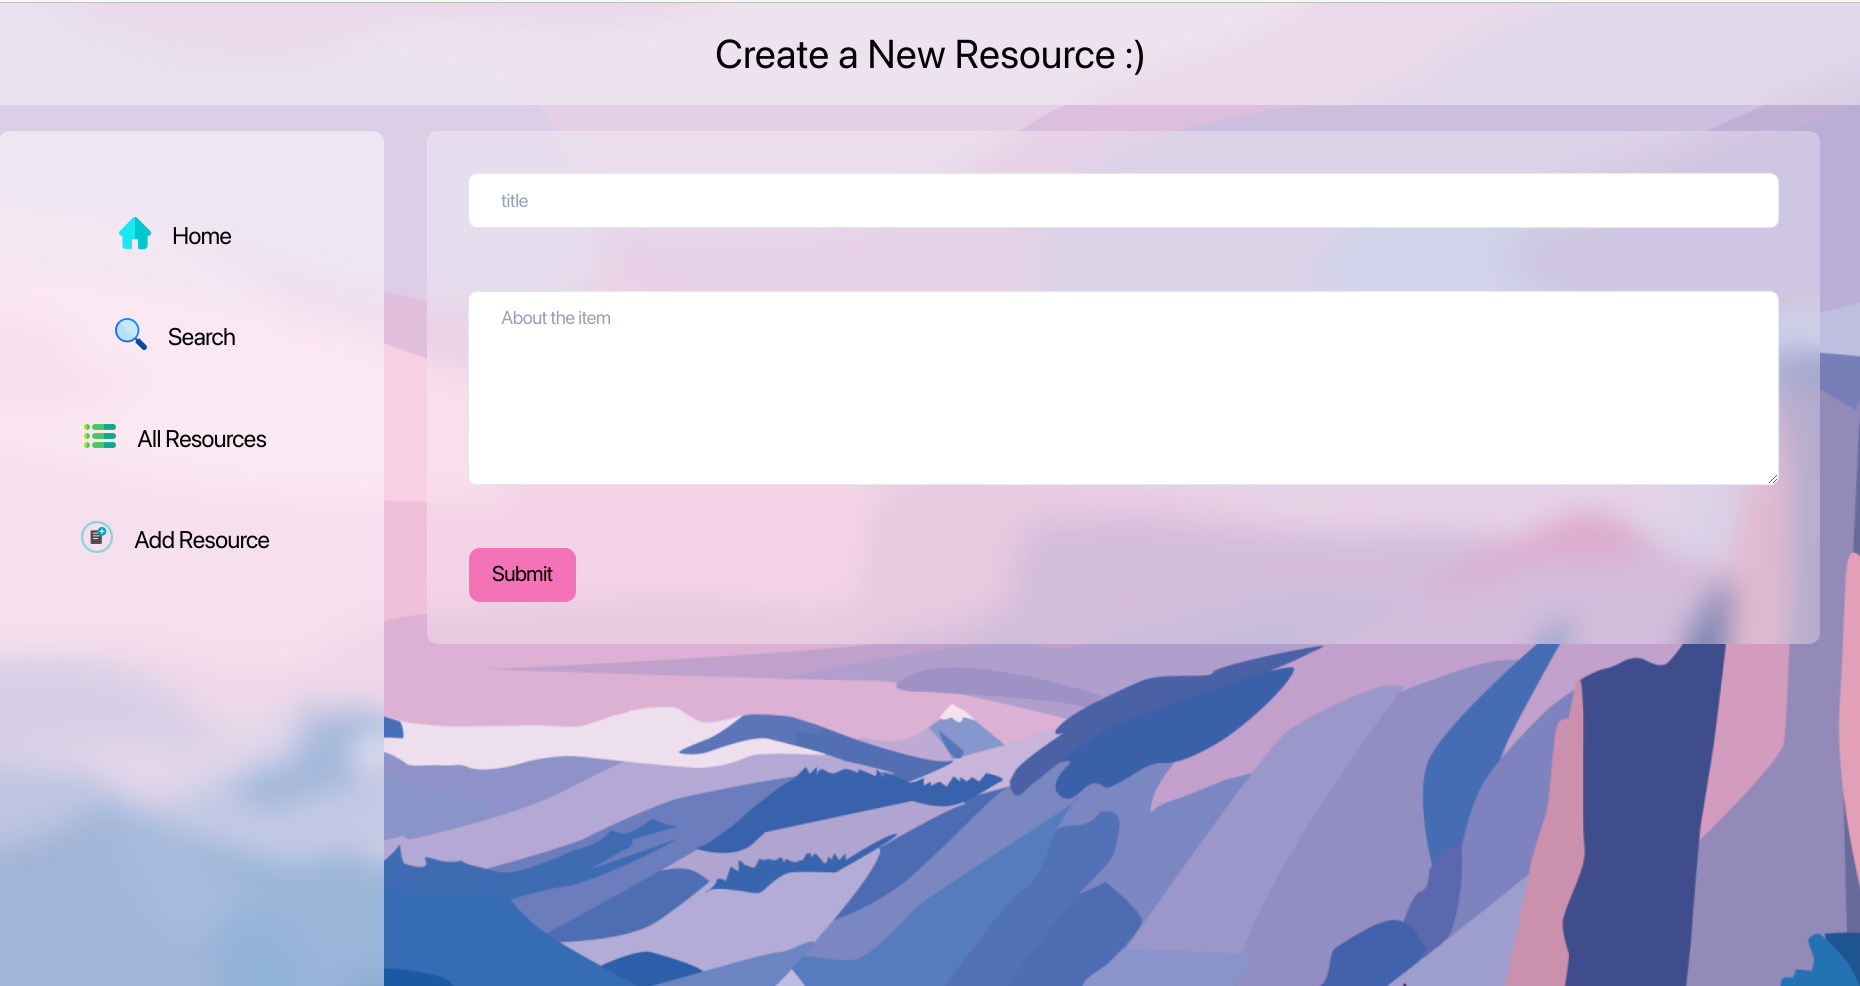 Create a New Resource :)
Home
Search
All Resources
Add Resource
title
About the item
Submit